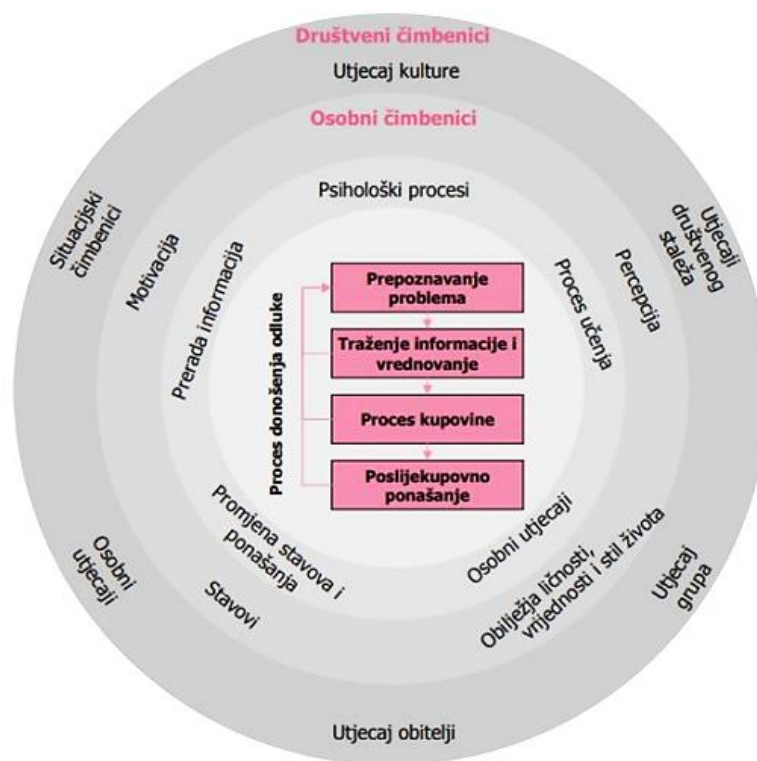 Društveni čimbenici
Utjecaj kulture
Osobni čimbenici
Psihološki procesi
Situacijski
čimbenici
Motivacija
Prerada informacija
Proces učenja
Percepcija
Utjecaji
društvenog
staleža
Proces donošenja odluke
Prepoznavanje
problema
Traženje informacije i
vrednovanje
Proces kupovine
Poslijekupovno
ponašanje
Promjena stavova i
ponašanja
Osobni utjecaji
Osobni
utjecaji
Stavovi
Obilježja ličnosti,
vrijednosti i stil života
Utjecaj
grupa
Utjecaj obitelji